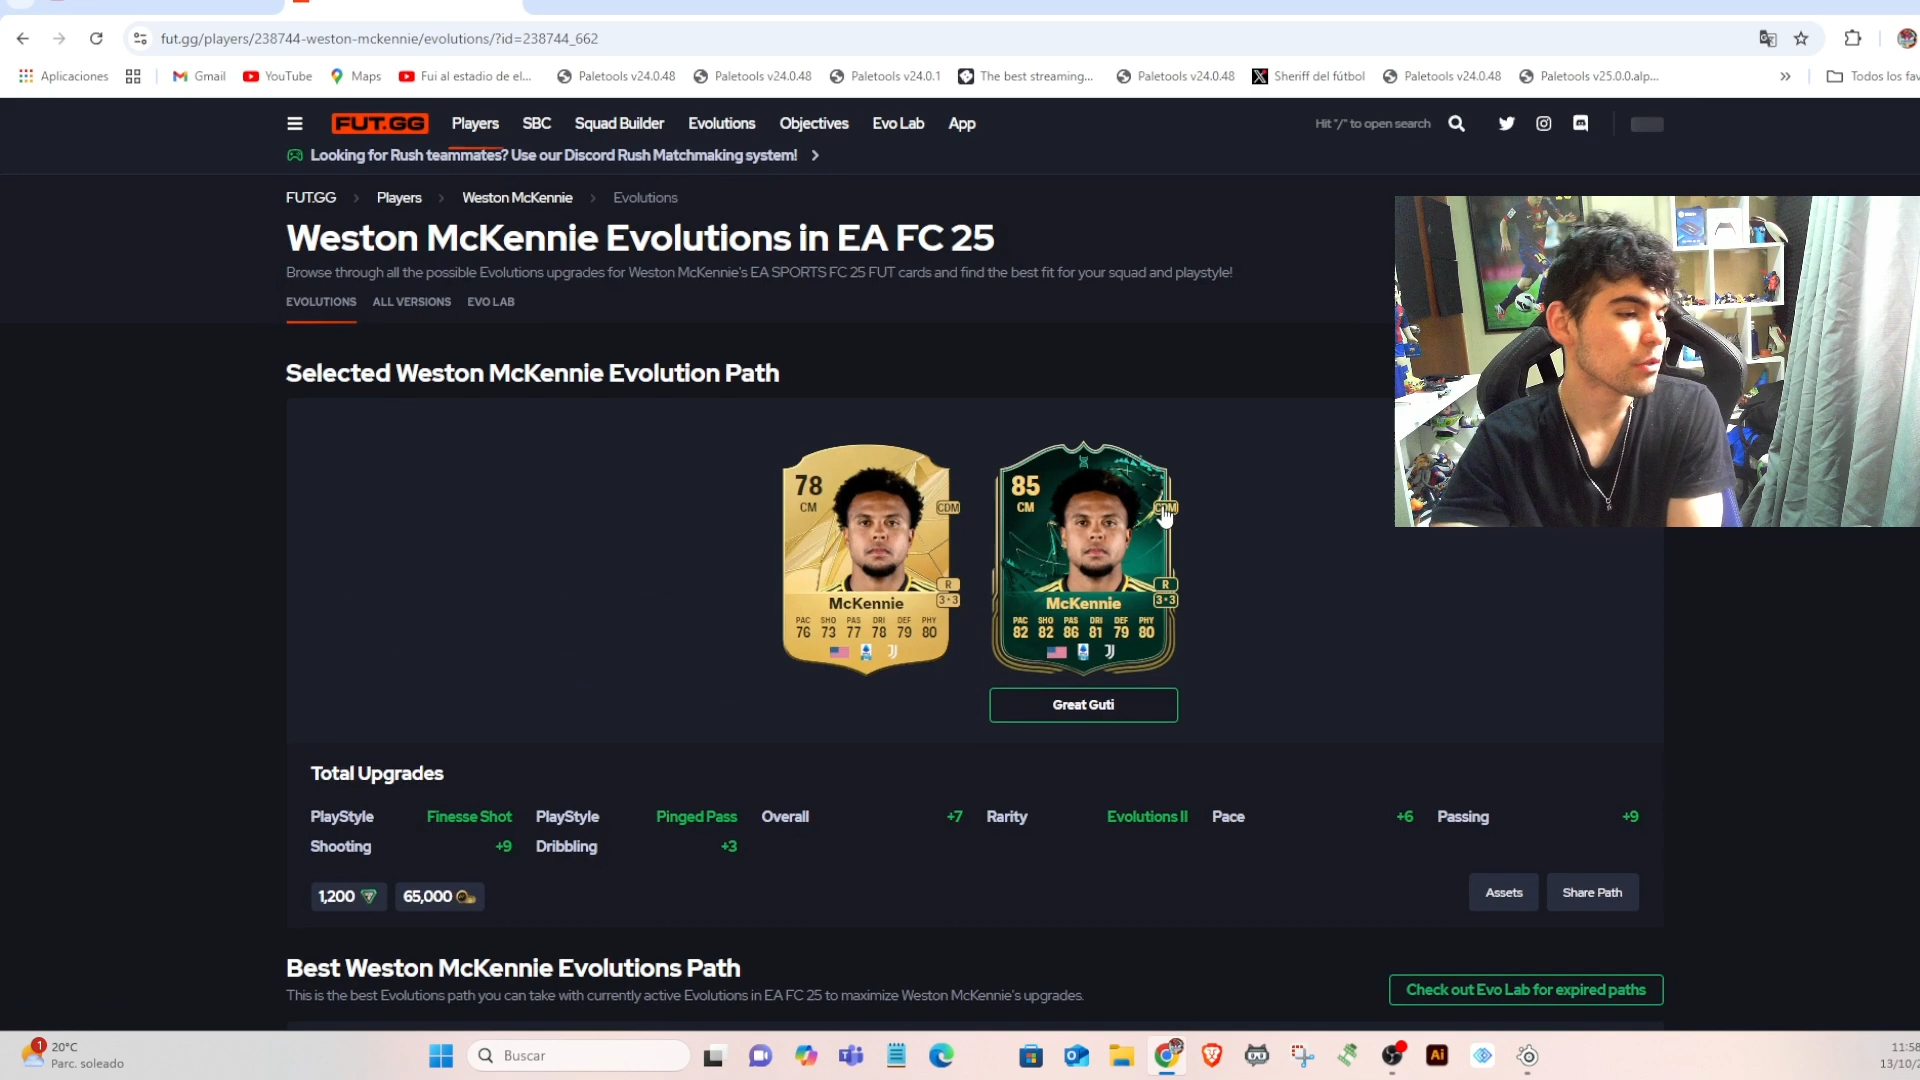 fut.gg/players/238744-weston-mckennie/evolutions/?id=238744_662
Aplicaciones
Gmail
YouTube
Maps
Fui al estadio de el...
Paletools v24.0.48
Paletools v24.0.48
Paletools v24.0.1
The best streaming...
Paletools v24.0.48
Sheriff del fútbol
Paletools v24.0.48
Paletools v25.0.0.alp...
Todos los fav
FUT.GG
Players
SBC
Squad Builder
Evolutions
Objectives
Evo Lab
App
Hit "/" to open search
Looking for Rush teammates? Use our Discord Rush Matchmaking system!
FUT.GG > Players > Weston McKennie > Evolutions
Weston McKennie Evolutions in EA FC 25
Browse through all the possible Evolutions upgrades for Weston McKennie's EA SPORTS FC 25 FUT cards and find the best fit for your squad and playstyle!
EVOLUTIONS
ALL VERSIONS
EVO LAB
Selected Weston McKennie Evolution Path
78
CM
CDM
R
3 • 3
McKennie
PAC SHO PAS DRI DEF PHY
76 73 77 78 79 80
85
CM
CDM
R
3 • 3
McKennie
PAC SHO PAS DRI DEF PHY
82 82 86 81 79 80
Great Guti
Total Upgrades
PlayStyle Finesse Shot PlayStyle Pinged Pass Overall +7 Rarity Evolutions II Pace +6 Passing +9
Shooting +9 Dribbling +3
1,200
65,000
Assets
Share Path
Best Weston McKennie Evolutions Path
This is the best Evolutions path you can take with currently active Evolutions in EA FC 25 to maximize Weston McKennie's upgrades.
Check out Evo Lab for expired paths
1
20°C
Parc. soleado
Buscar
Ai
11:58
13/10/2